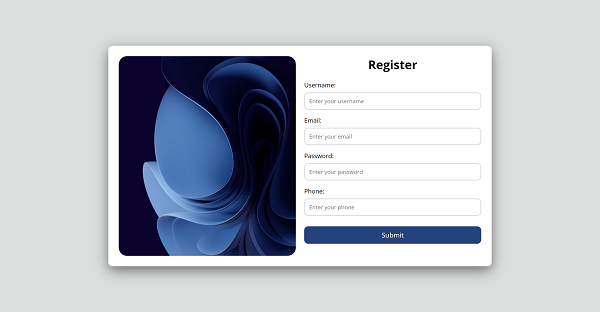 Register
Username:
Enter your username
Email:
Enter your email
Password:
Enter your password
Phone:
Enter your phone
Submit